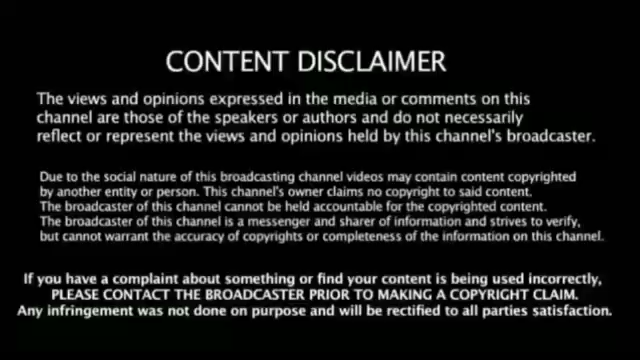 CONTENT DISCLAIMER
The views and opinions expressed in the media or comments on this
channel are those of the speakers or authors and do not necessarily
reflect or represent the views and opinions held by this channel's broadcaster.
Due to the social nature of this broadcasting channel videos may contain content copyrighted
by another entity or person. This channel's owner claims no copyright to said content.
The broadcaster of this channel cannot be held accountable for the copyrighted content.
The broadcaster of this channel is a messenger and sharer of information and strives to verify,
but cannot warrant the accuracy of copyrights or completeness of the information on this channel.
If you have a complaint about something or find your content is being used incorrectly,
PLEASE CONTACT THE BROADCASTER PRIOR TO MAKING A COPYRIGHT CLAIM.
Any infringement was not done on purpose and will be rectified to all parties satisfaction.